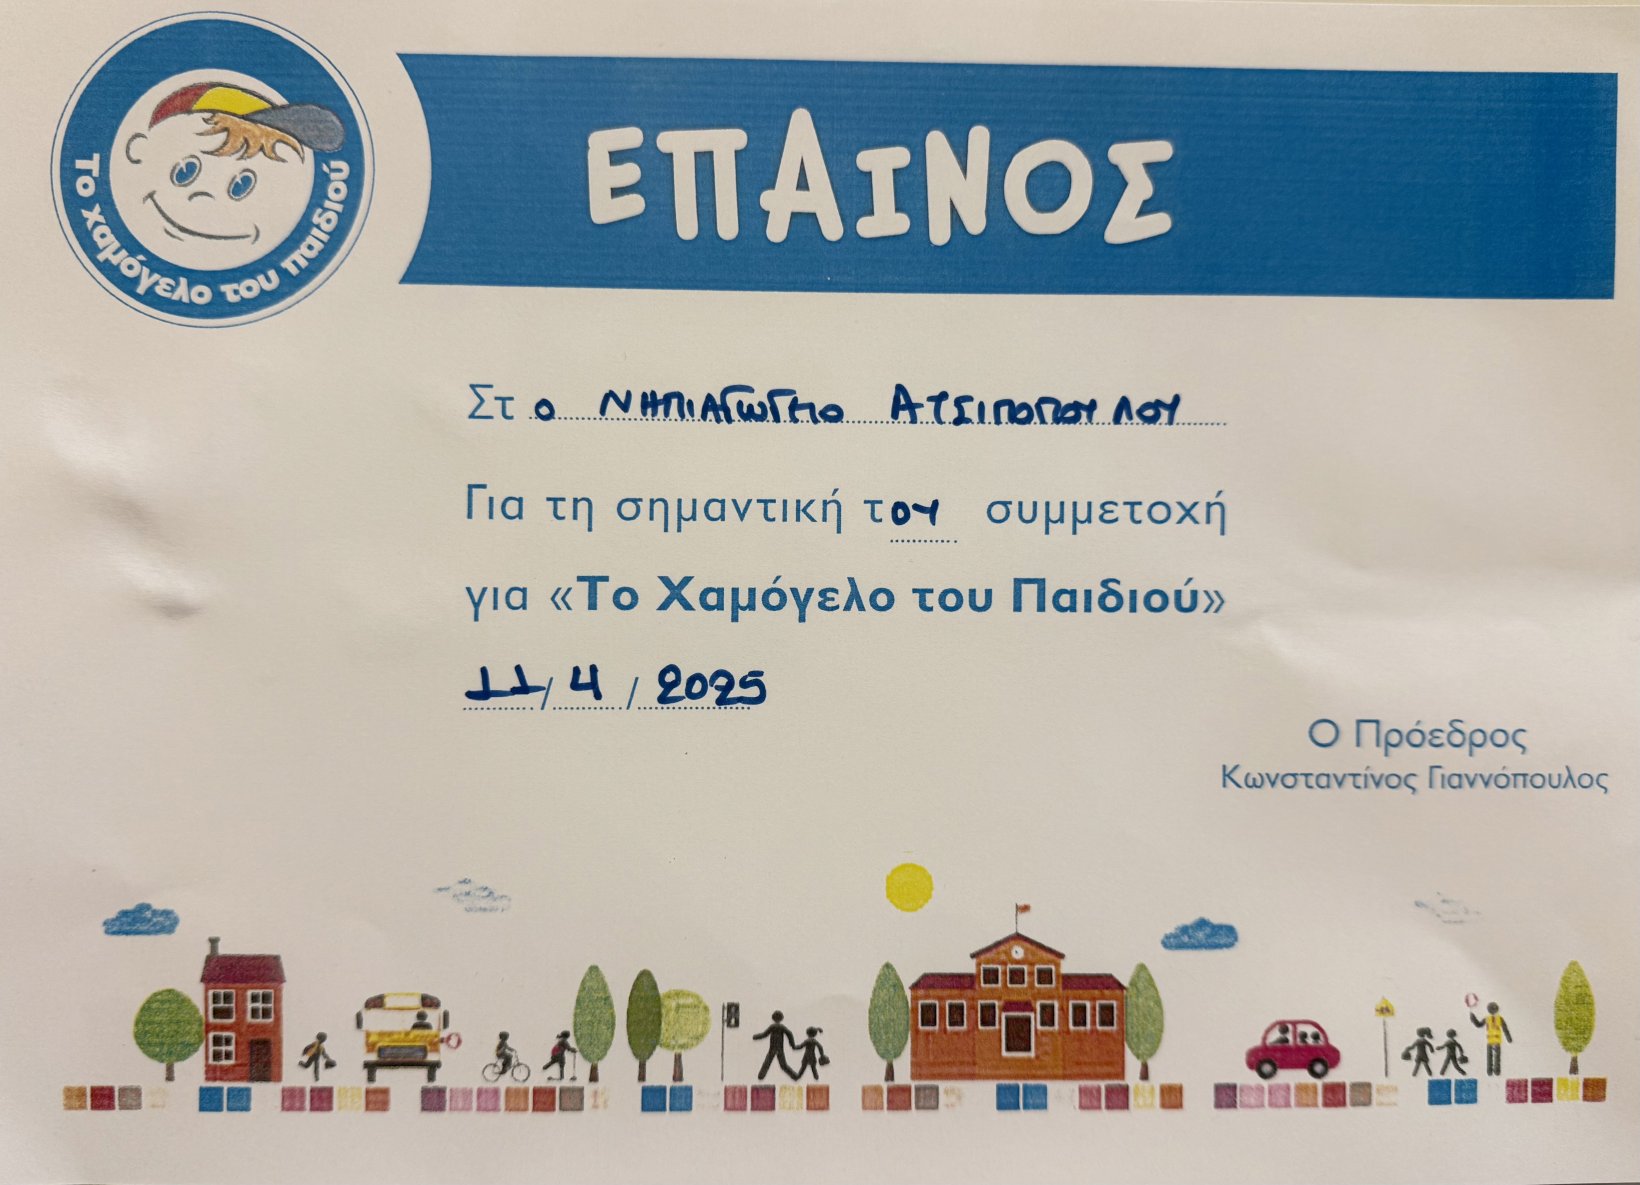 Το χαμόγελο του παιδιού
ΕΠΑΙΝΟΣ
Στο ΝΗΠΙΑΓΩΓΕΙΟ ΑΤΣΙΠΟΠΟΥΛΟΥ
Για τη σημαντική του συμμετοχή
για «Το Χαμόγελο του Παιδιού»
11/4/2025
Ο Πρόεδρος
Κωνσταντίνος Γιαννόπουλος